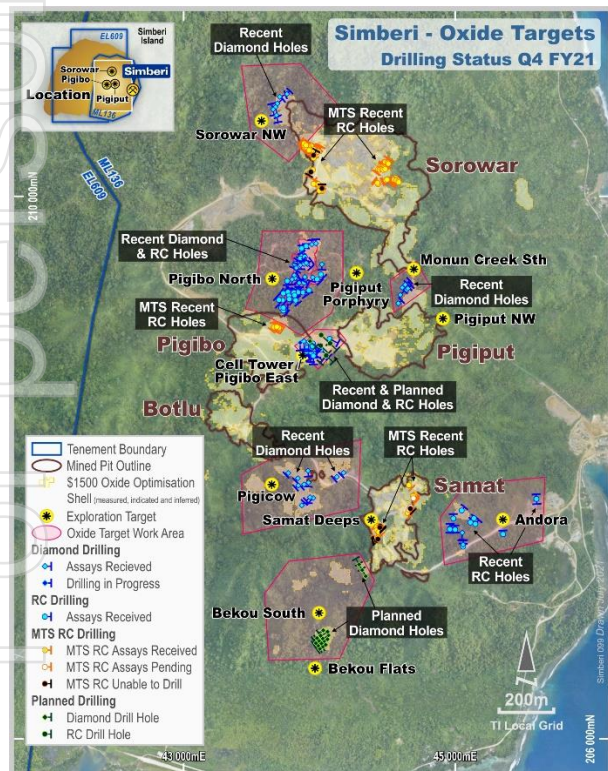 EL609
Simberi
Island
Sorowar
Pigibo
Simberi
Location
Pigiput
ML136
Simberi - Oxide Targets
Drilling Status Q4 FY21
Recent
Diamond
Holes
Sorowar NW
MTS Recent
RC Holes
Sorowar
ML136
EL609
210 000mN
Recent Diamond
& RC Holes
Pigibo North
Pigiput
Porphyry
Monun Creek Sth
Recent
Diamond Holes
MTS Recent
RC Holes
Pigiput NW
Pigibo
Pigiput
Cell Tower
Pigibo East
Recent & Planned
Diamond & RC Holes
Botlu
Recent
Diamond Holes
MTS Recent
RC Holes
Pigicow
Samat
Samat Deeps
Andora
Recent
RC Holes
Planned
Diamond Holes
Bekou South
Bekou Flats
Tenement Boundary
Mined Pit Outline
$1500 Oxide Optimisation
Shell (measured, indicated and inferred)
Exploration Target
Oxide Target Work Area
Diamond Drilling
Assays Recieved
Drilling in Progress
RC Drilling
Assays Received
MTS RC Drilling
MTS RC Assays Received
MTS RC Assays Pending
MTS RC Unable to Drill
Planned Drilling
Diamond Drill Hole
RC Drill Hole
200m
TI Local Grid
43 000mE
45 000mE
206 000mN